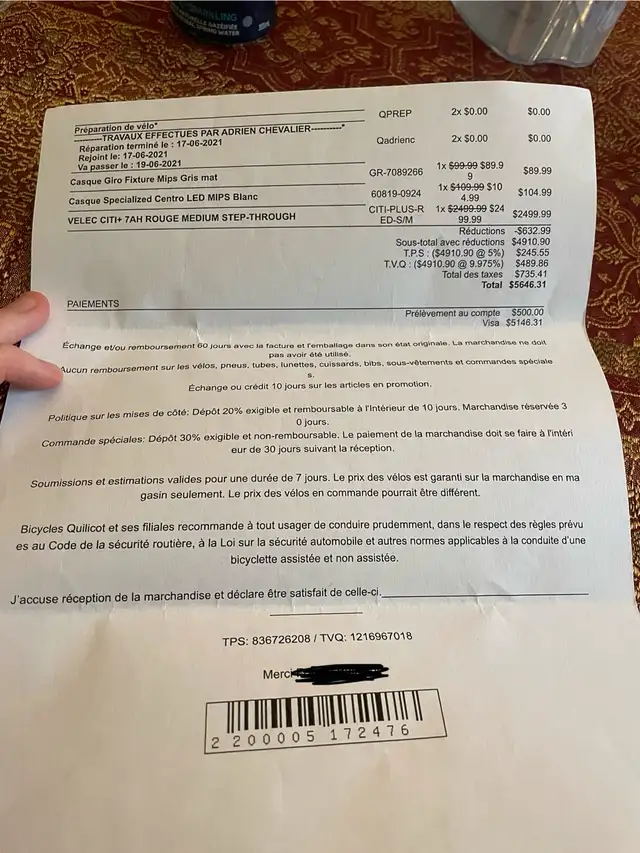 NATURELLE GAZÉIFIÉE
NATURAL SPRING WATER
Préparation de vélo* QPREP 2x $0.00 $0.00
----------TRAVAUX EFFECTUES PAR ADRIEN CHEVALIER----------* Qadrienc 2x $0.00 $0.00
Réparation terminé le : 17-06-2021
Rejoint le: 17-06-2021
Va passer le : 19-06-2021
Casque Giro Fixture Mips Gris mat GR-7089266 1x $99.99 $89.9 $89.99
9
Casque Specialized Centro LED MIPS Blanc 60819-0924 1x $109.99 $10 $104.99
4.99
VELEC CITI+ 7AH ROUGE MEDIUM STEP-THROUGH CITI-PLUS-R 1x $2499.99 $24 $2499.99
ED-S/M 99.99
Réductions -$632.99
Sous-total avec réductions $4910.90
T.P.S : ($4910.90 @ 5%) $245.55
T.V.Q : ($4910.90 @ 9.975%) $489.86
Total des taxes $735.41
Total $5646.31
PAIEMENTS
Prélèvement au compte $500.00
Visa $5146.31
Échange et/ou remboursement 60 jours avec la facture et l'emballage dans son état originale. La marchandise ne doit
pas avoir été utilisé.
Aucun remboursement sur les vélos, pneus, tubes, lunettes, cuissards, bibs, sous-vêtements et commandes spéciale
s.
Échange ou crédit 10 jours sur les articles en promotion.
Politique sur les mises de côté: Dépôt 20% exigible et remboursable à l'Intérieur de 10 jours. Marchandise réservée 3
0 jours.
Commande spéciales: Dépôt 30% exigible et non-remboursable. Le paiement de la marchandise doit se faire à l'intéri
eur de 30 jours suivant la réception.
Soumissions et estimations valides pour une durée de 7 jours. Le prix des vélos est garanti sur la marchandise en ma
gasin seulement. Le prix des vélos en commande pourrait être différent.
Bicycles Quilicot et ses filiales recommande à tout usager de conduire prudemment, dans le respect des règles prévu
es au Code de la sécurité routière, à la Loi sur la sécurité automobile et autres normes applicables à la conduite d'une
bicyclette assistée et non assistée.
J'accuse réception de la marchandise et déclare être satisfait de celle-ci.
TPS: 836726208 / TVQ: 1216967018
Merci
2 200005 172476